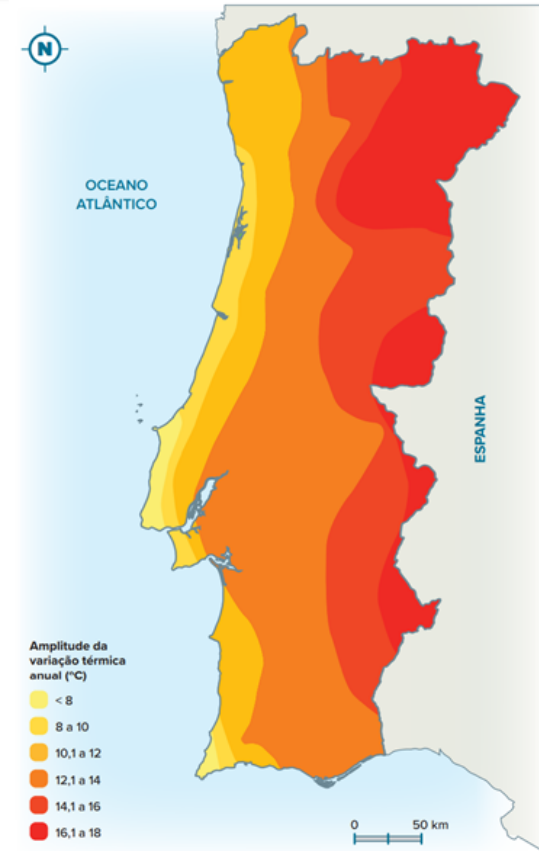 N
OCEANO
ATLÂNTICO
ESPANHA
Amplitude da
variação térmica
anual (ºC)
< 8
8 a 10
10,1 a 12
12,1 a 14
14,1 a 16
16,1 a 18
0 50 km